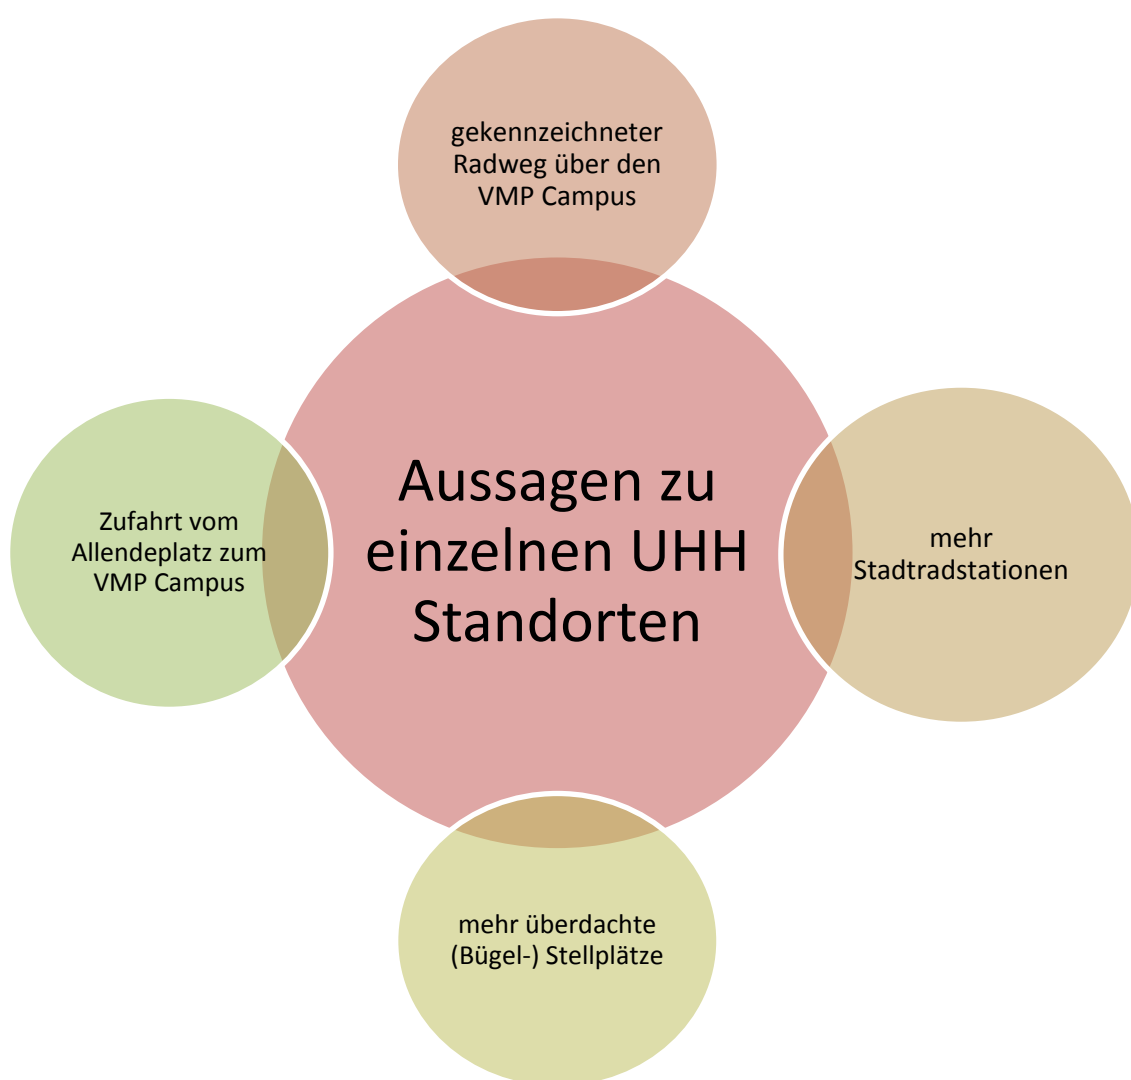 gekennzeichneter
Radweg über den
VMP Campus
Zufahrt vom
Allendeplatz zum
VMP Campus
Aussagen zu
einzelnen UHH
Standorten
mehr
Stadtradstationen
mehr überdachte
(Bügel-) Stellplätze